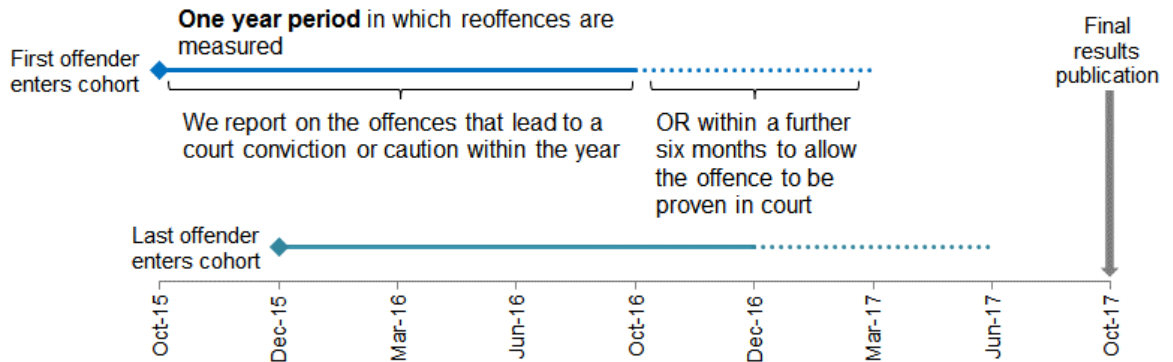 One year period in which reoffences are
measured
First offender
enters cohort
We report on the offences that lead to a
court conviction or caution within the year
OR within a further
six months to allow
the offence to be
proven in court
Final
results
publication
Last offender
enters cohort
Oct-15
Dec-15
Mar-16
Jun-16
Oct-16
Dec-16
Mar-17
Jun-17
Oct-17